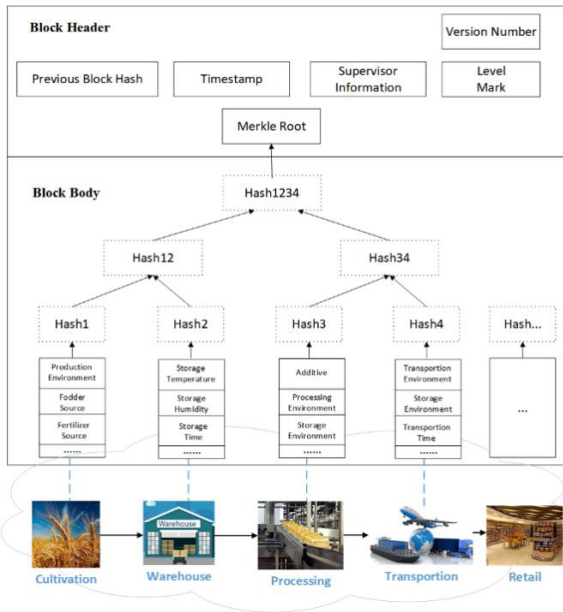 Block Header
Version Number
Previous Block Hash
Timestamp
Supervisor
Information
Level
Mark
Merkle Root
Block Body
Hash1234
Hash12
Hash34
Hash1
Hash2
Hash3
Hash4
Hash...
Production
Environment
Fodder
Source
Fertilizer
Source
......
Storage
Temperature
Storage
Humidity
Storage
Time
......
Additive
Processing
Environment
Storage
Environment
......
Transportion
Environment
Storage
Environment
Transportion
Time
......
...
Warehouse
Cultivation
Warehouse
Processing
Transportion
Retail